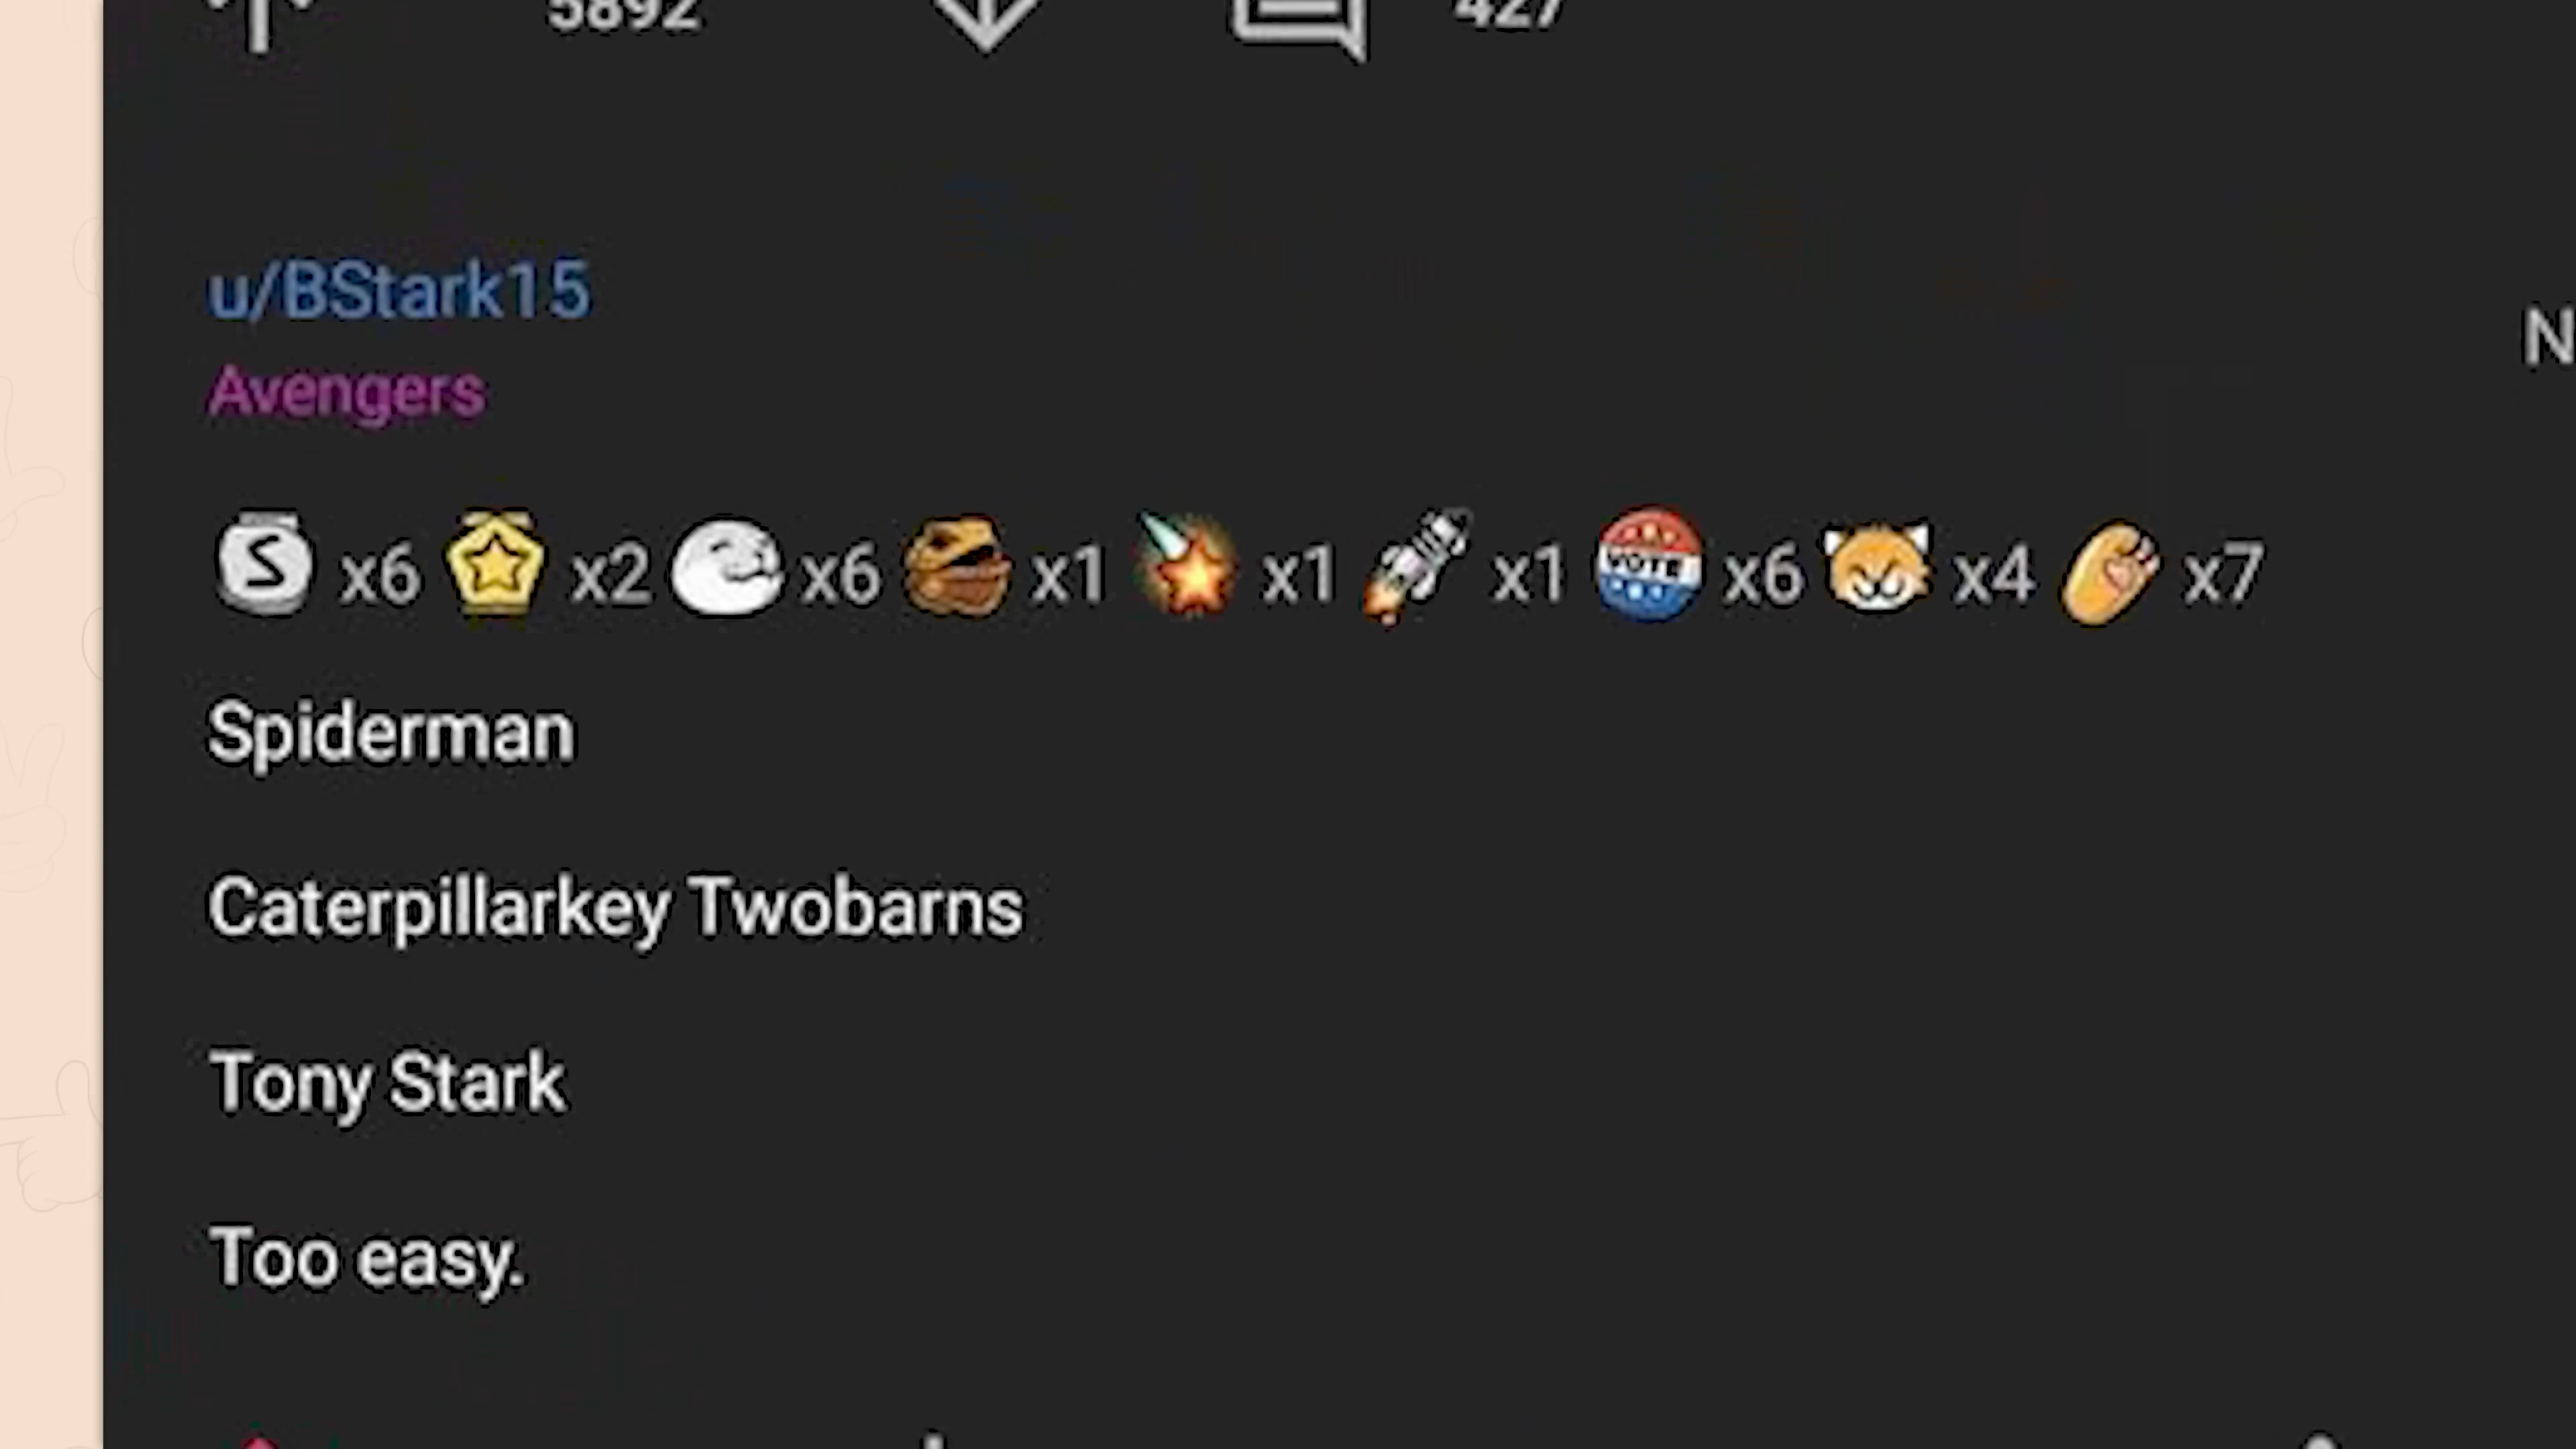 5892 427
u/BStark15
N
Avengers
S x6 x2 x6 x1 x1 x1 VOTE x6 x4 x7
Spiderman
Caterpillarkey Twobarns
Tony Stark
Too easy.